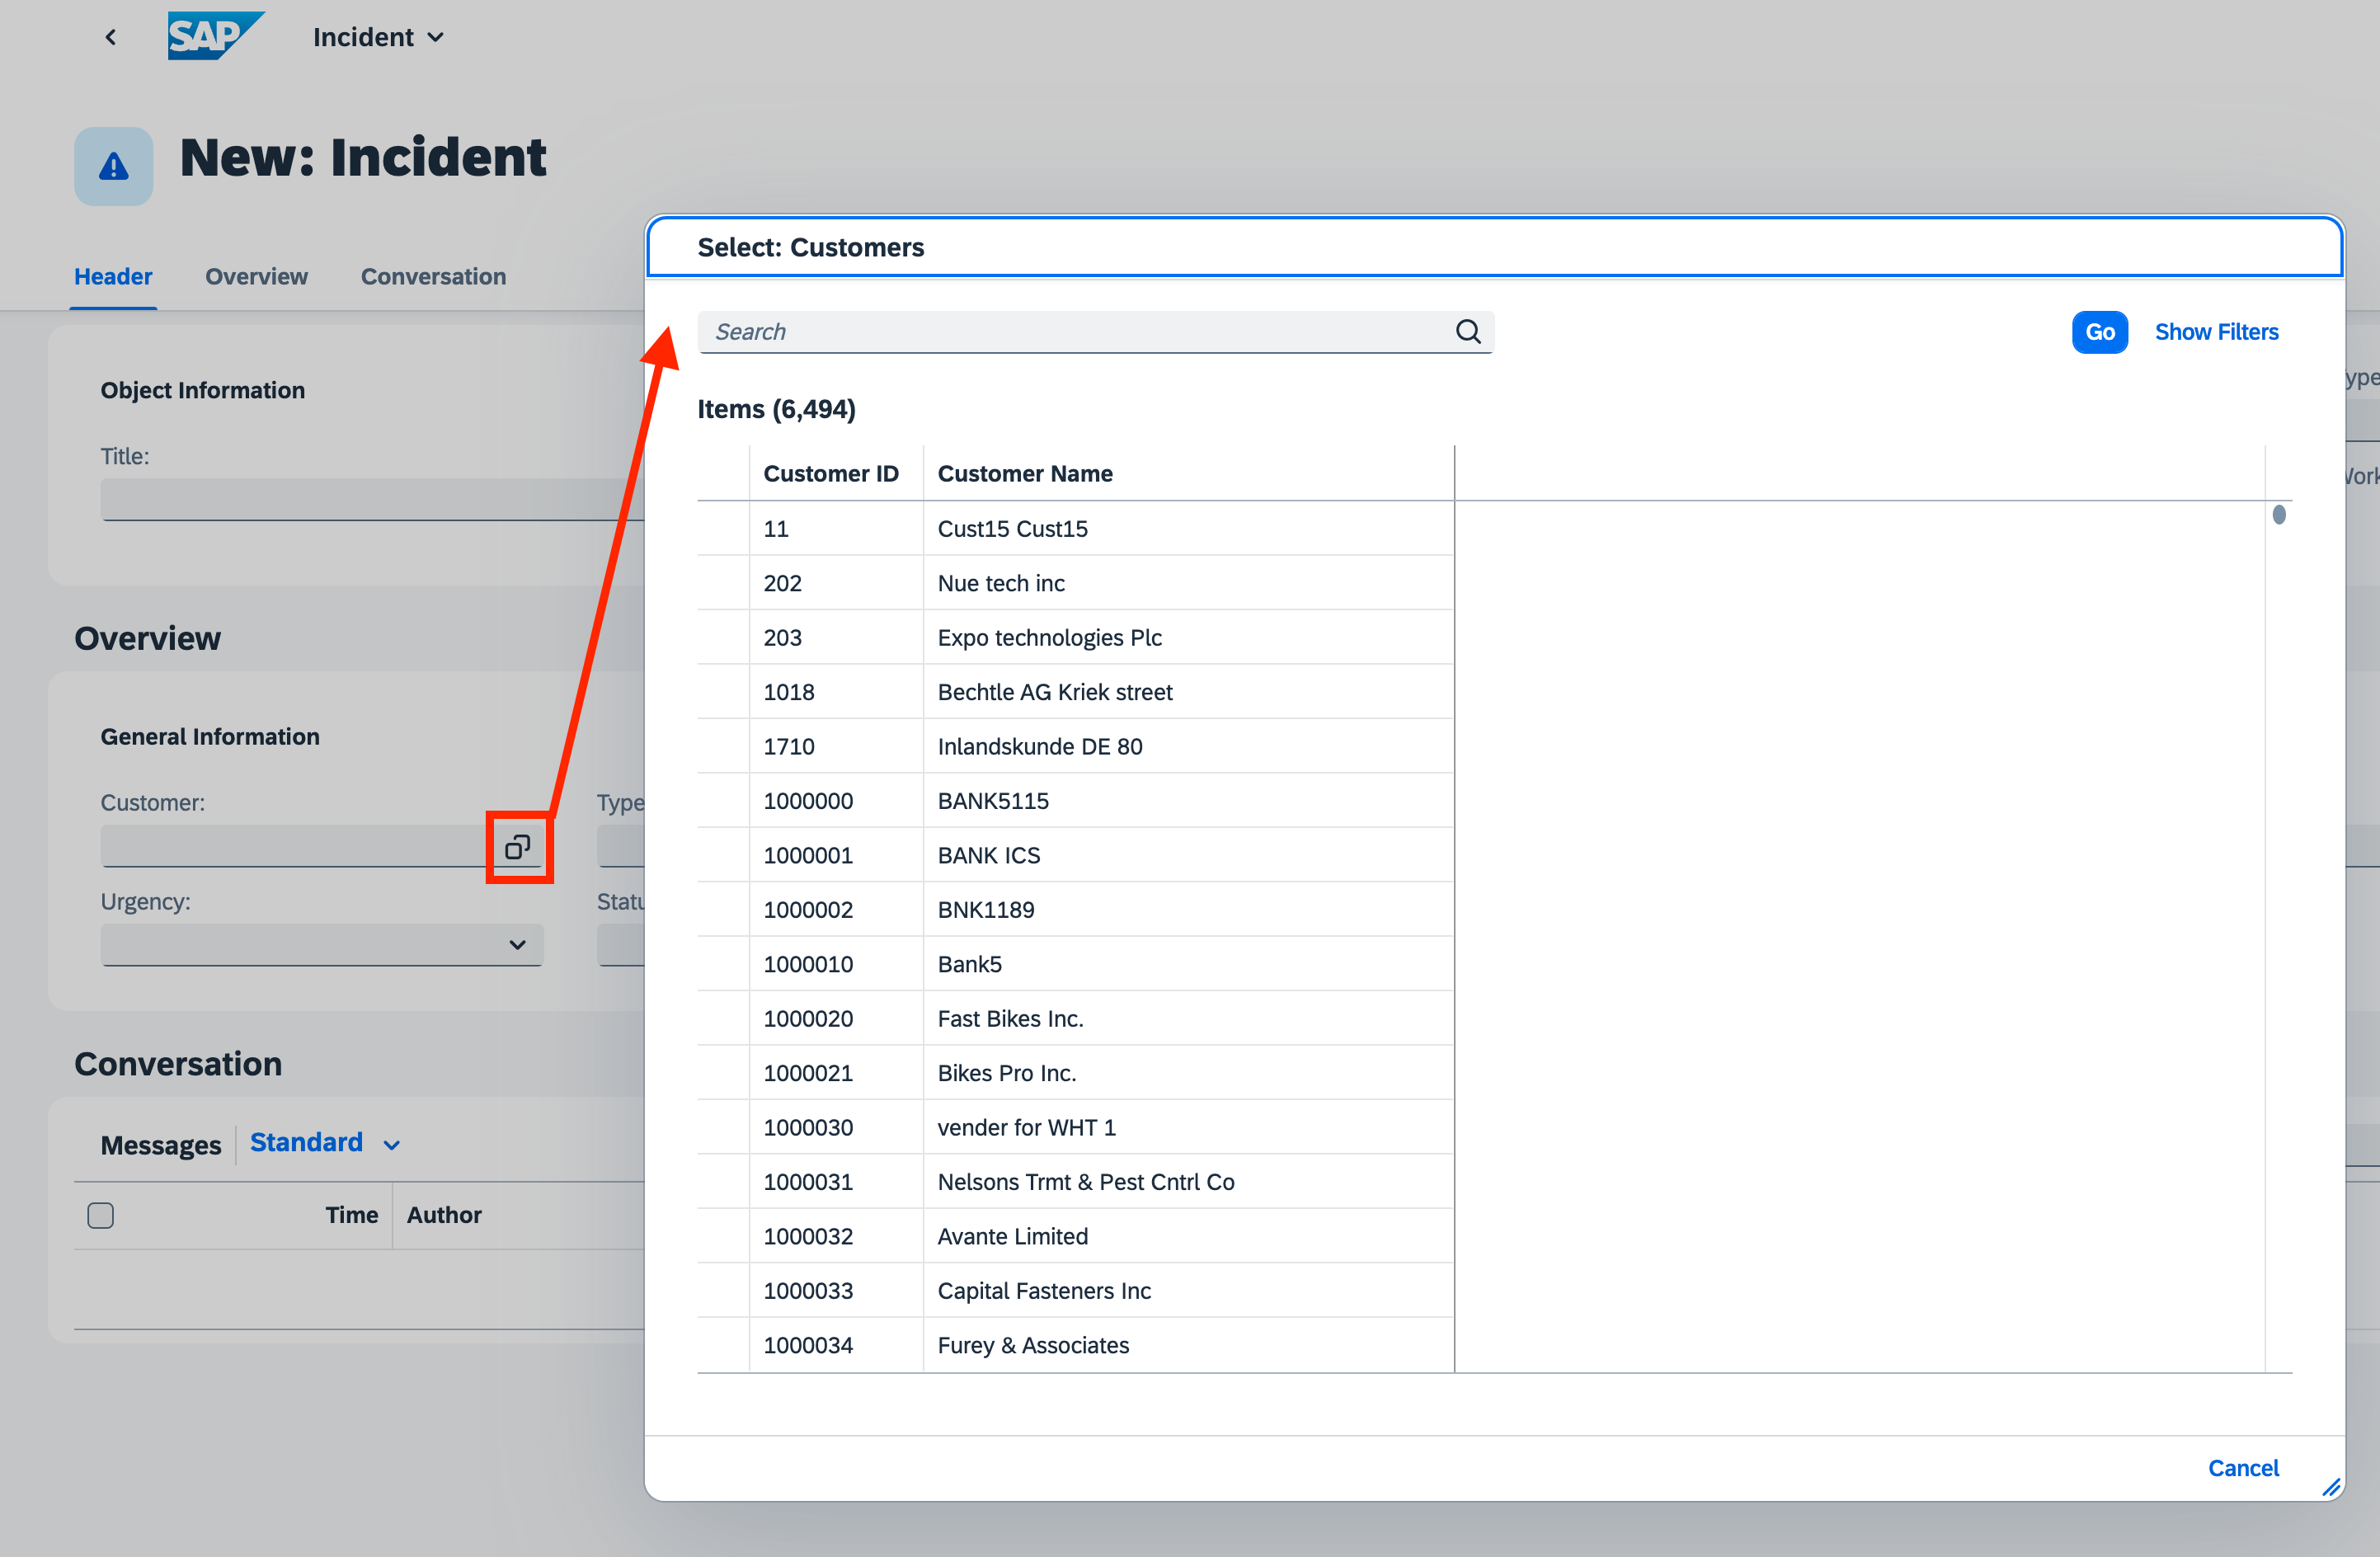 SAP
Incident
New: Incident
Header
Overview
Conversation
Object Information
Title:
Overview
General Information
Customer:
Type
Urgency:
Conversation
Messages
Standard
Time
Author
Select: Customers
Search
Go
Show Filters
Items (6,494)
Customer ID
Customer Name
11
Cust15 Cust15
202
Nue tech inc
203
Expo technologies Plc
1018
Bechtle AG Kriek street
1710
Inlandskunde DE 80
1000000
BANK5115
1000001
BANK ICS
1000002
BNK1189
1000010
Bank5
1000020
Fast Bikes Inc.
1000021
Bikes Pro Inc.
1000030
vender for WHT 1
1000031
Nelsons Trmt & Pest Cntrl Co
1000032
Avante Limited
1000033
Capital Fasteners Inc
1000034
Furey & Associates
Cancel